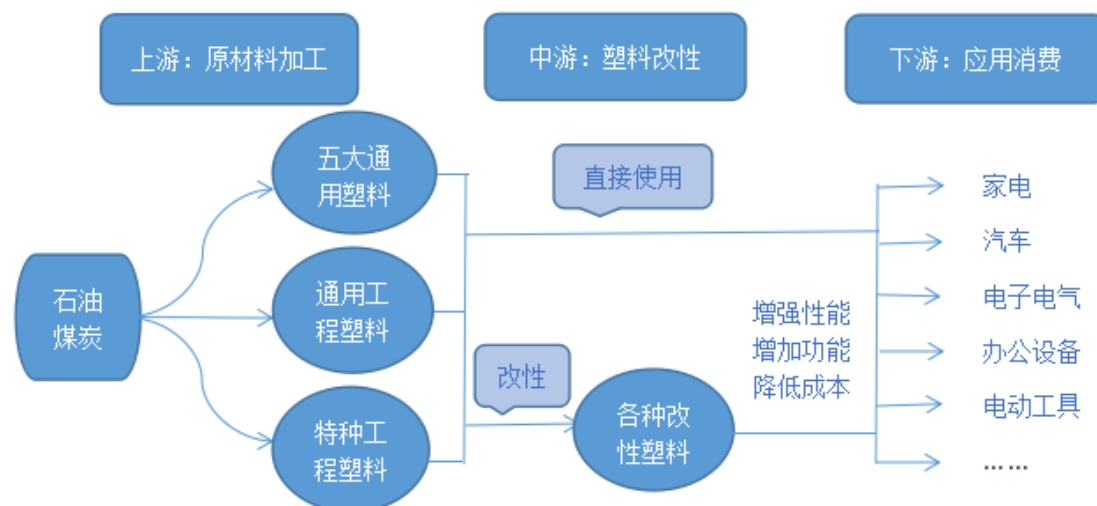 上游：原材料加工
中游：塑料改性
下游：应用消费
五大通
用塑料
直接使用
家电
汽车
石油
煤炭
通用工
程塑料
电子电气
增强性能
增加功能
降低成本
办公设备
改性
电动工具
特种工
程塑料
各种改
性塑料
……